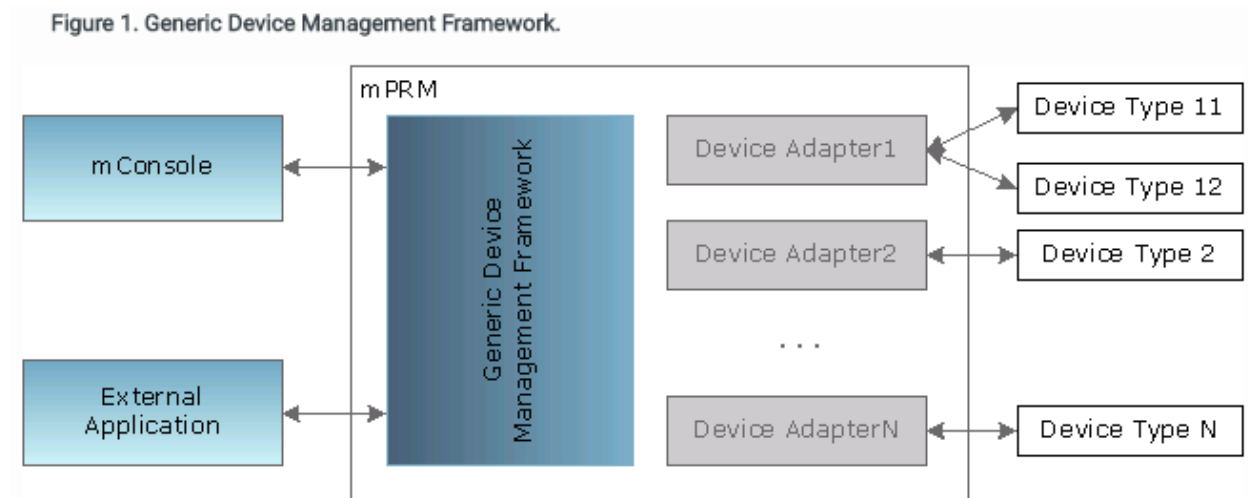 Figure 1. Generic Device Management Framework.
mPRM
mConsole
External
Application
Generic Device
Management Framework
Device Adapter1
Device Adapter2
. . .
Device AdapterN
Device Type 11
Device Type 12
Device Type 2
Device Type N